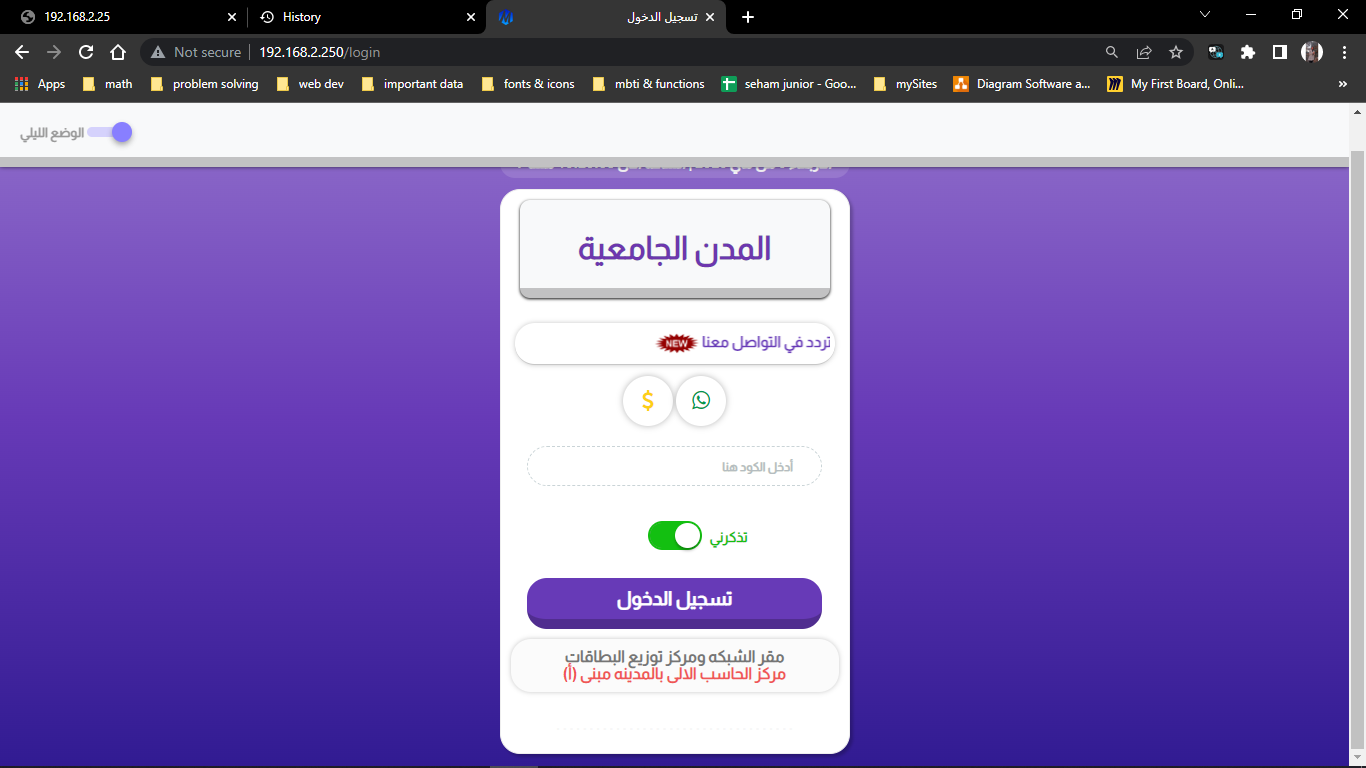 192.168.2.25
History
تسجيل الدخول
Not secure
192.168.2.250/login
Apps
math
problem solving
web dev
important data
fonts & icons
mbti & functions
seham junior - Goo...
mySites
Diagram Software a...
My First Board, Onli...
الوضع الليلي
المدن الجامعية
تردد في التواصل معنا NEW
$
أدخل الكود هنا
تذكرني
تسجيل الدخول
مقر الشبكه ومركز توزيع البطاقات
مركز الحاسب الالى بالمدينه مبنى (أ)